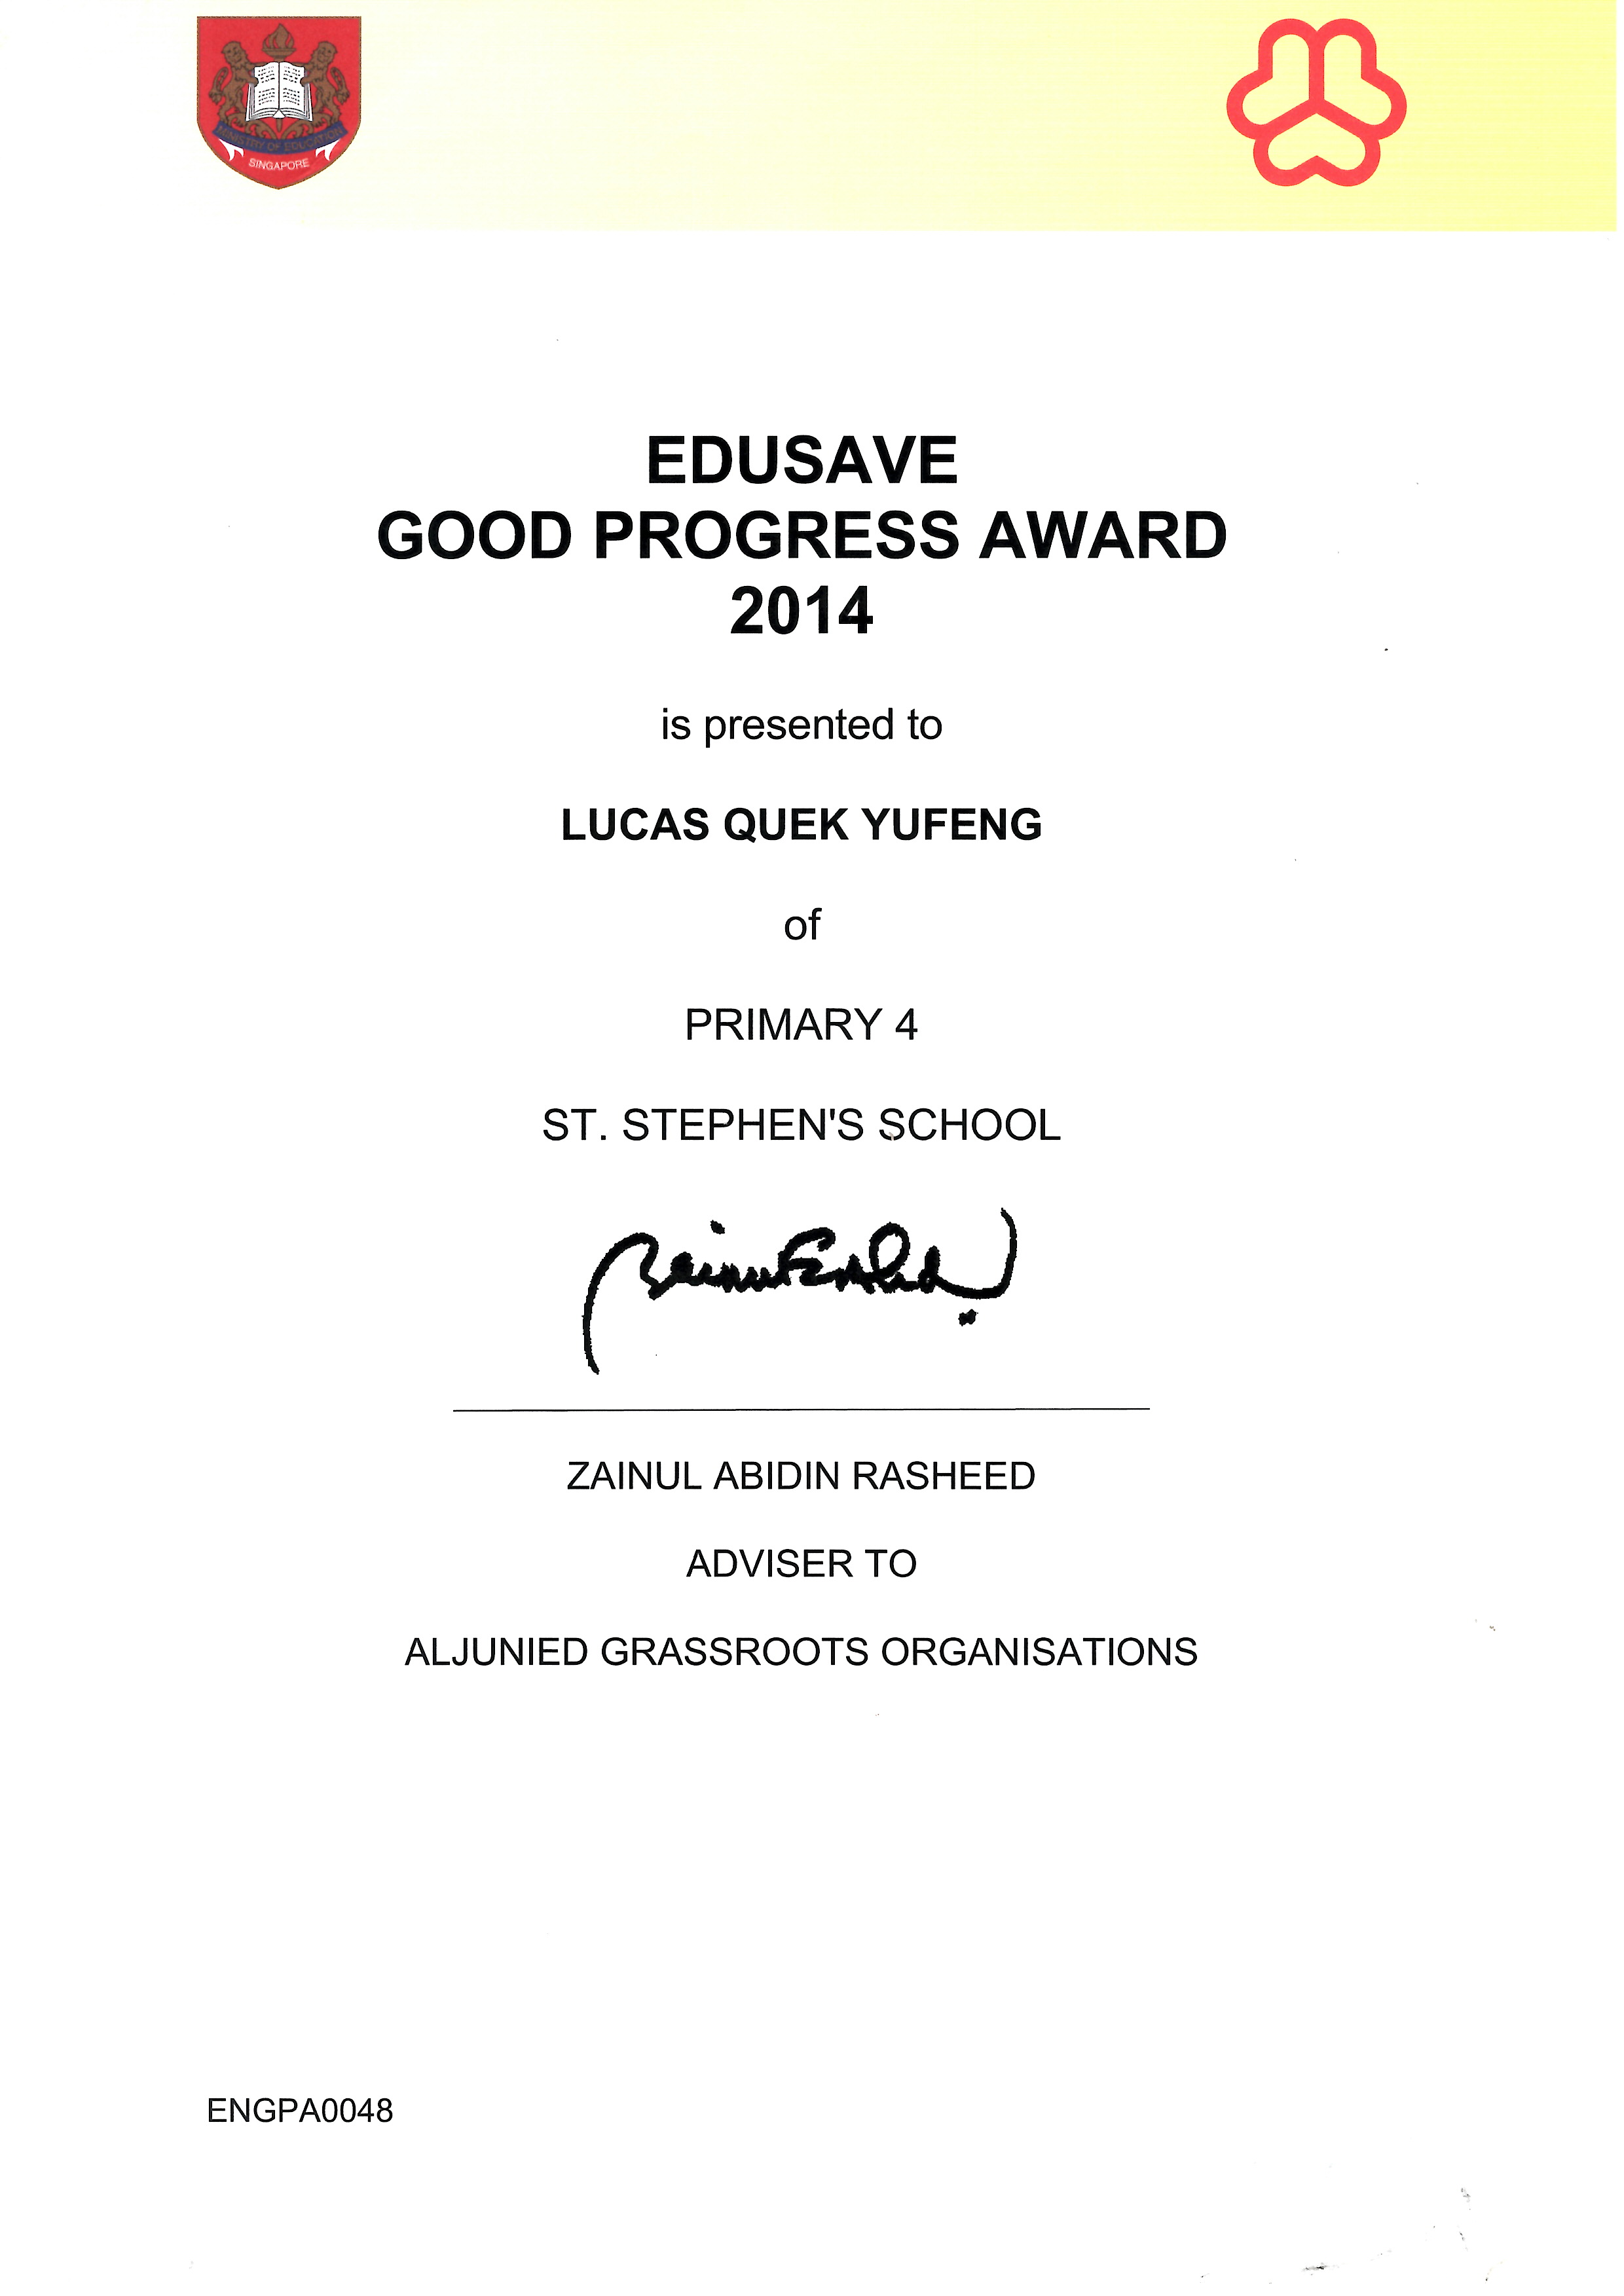 MINISTRY OF EDUCATION
SINGAPORE
EDUSAVE
GOOD PROGRESS AWARD
2014
is presented to
LUCAS QUEK YUFENG
of
PRIMARY 4
ST. STEPHEN'S SCHOOL
ZAINUL ABIDIN RASHEED
ADVISER TO
ALJUNIED GRASSROOTS ORGANISATIONS
ENGPA0048